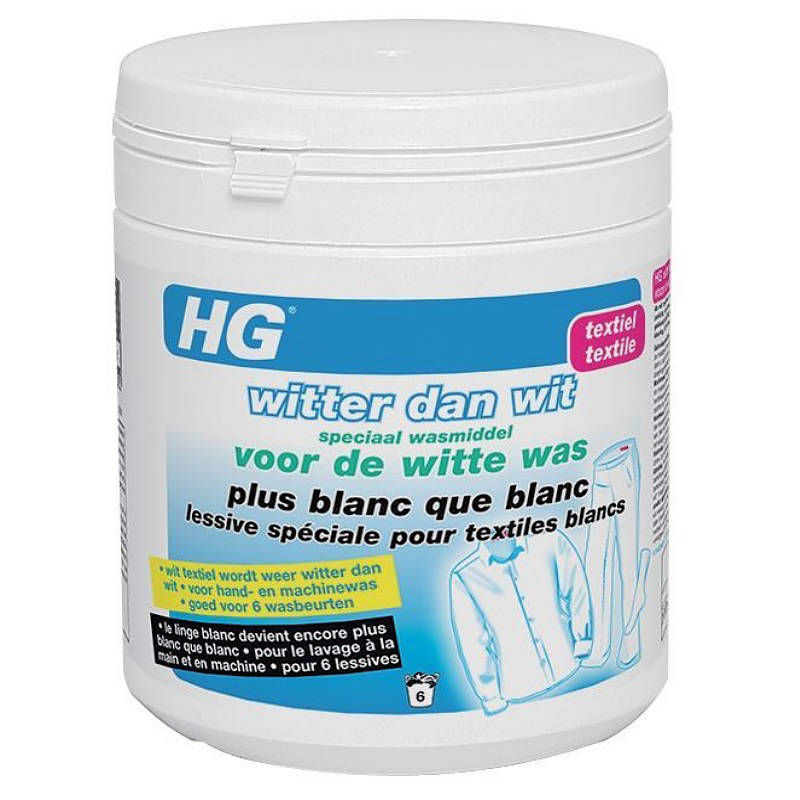 HG®
textiel
textile
witter dan wit
speciaal wasmiddel
voor de witte was
plus blanc que blanc
lessive spéciale pour textiles blancs
• wit textiel wordt weer witter dan
wit • voor hand- en machinewas
• goed voor 6 wasbeurten
• le linge blanc devient encore plus
blanc que blanc • pour le lavage à la
main et en machine • pour 6 lessives
6